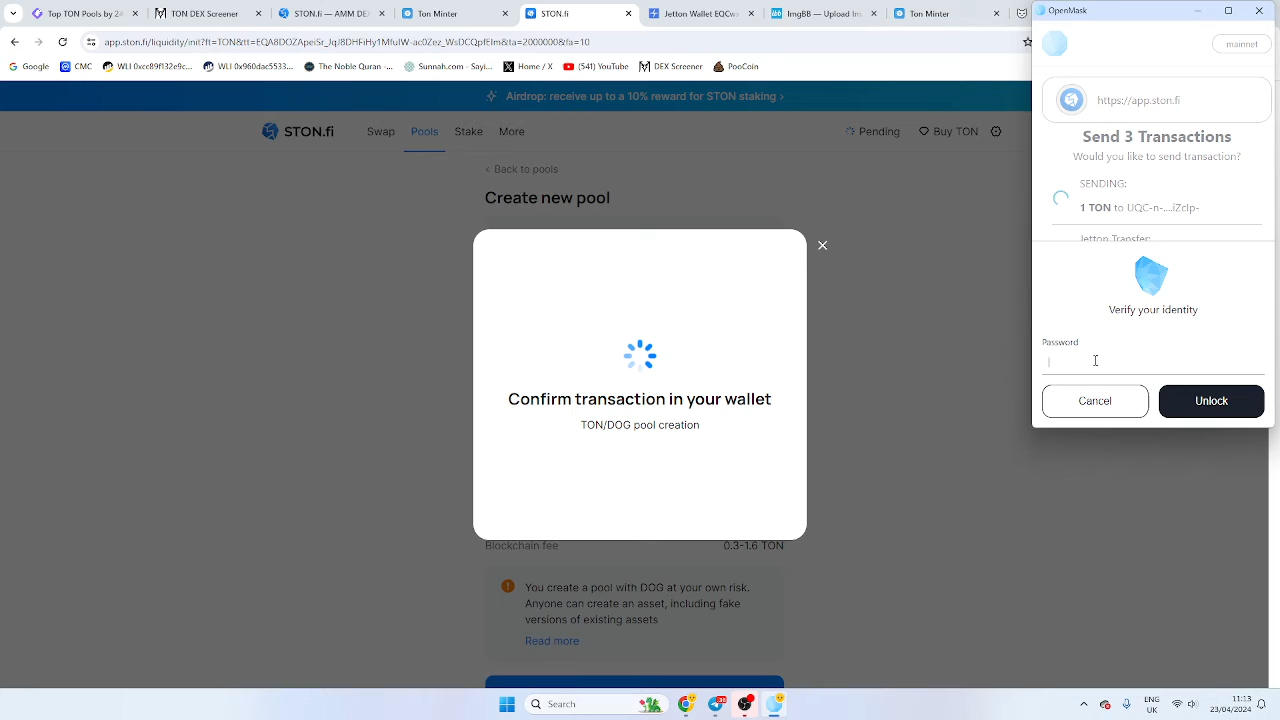 Top TON Pairs by 24
TON DEX Screener
STON.fi — AMM DEX
Ton Minter
STON.fi
Jetton Wallet EQCw
ImgBB — Upload Im
Ton Minter
OpenMask
app.ston.fi/liquidity/init?ft=TON&tt=EQA8DOZApeiSrLj8DHFiHy1MfuIW-ac0Zez_WsDCQpfEIm&ta=2000000&fa=10
Google
CMC
WLI 0xcc89f132e9c...
WLI 0x960dae5533...
The Noble Quran -...
Sunnah.com - Sayi...
Home / X
(541) YouTube
DEX Screener
PooCoin
mainnet
https://app.ston.fi
Airdrop: receive up to a 10% reward for STON staking ›
STON.fi
Swap
Pools
Stake
More
Pending
Buy TON
Send 3 Transactions
Would you like to send transaction?
‹ Back to pools
SENDING:
Create new pool
1 TON to UQC-n-....iZclp-
Jetton Transfer:
Verify your identity
Password
Cancel
Unlock
Confirm transaction in your wallet
TON/DOG pool creation
Blockchain fee
0.3-1.6 TON
You create a pool with DOG at your own risk.
Anyone can create an asset, including fake
versions of existing assets
Read more
Search
ENG
UK
11:13
23/04/2024